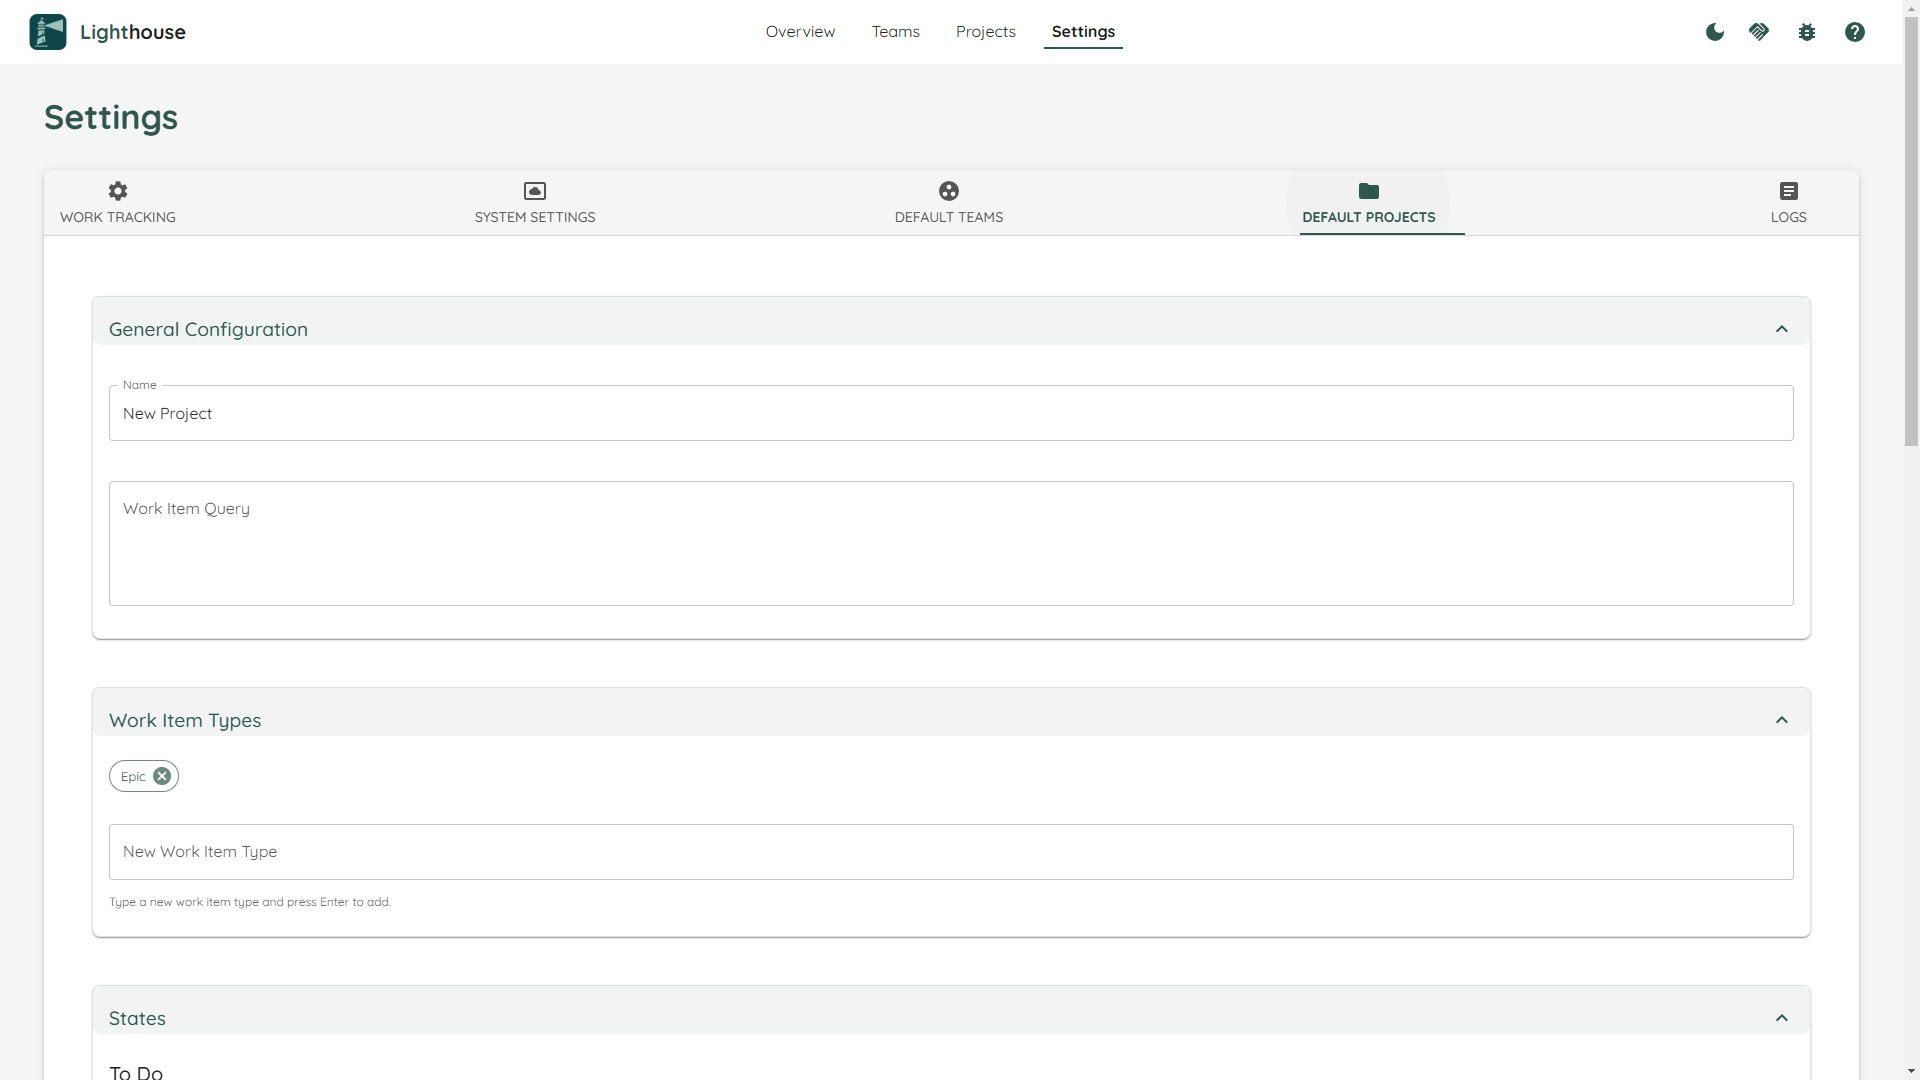 Lighthouse
Overview
Teams
Projects
Settings
Settings
WORK TRACKING
SYSTEM SETTINGS
DEFAULT TEAMS
DEFAULT PROJECTS
LOGS
General Configuration
Name
New Project
Work Item Query
Work Item Types
Epic
New Work Item Type
Type a new work item type and press Enter to add.
States
To Do